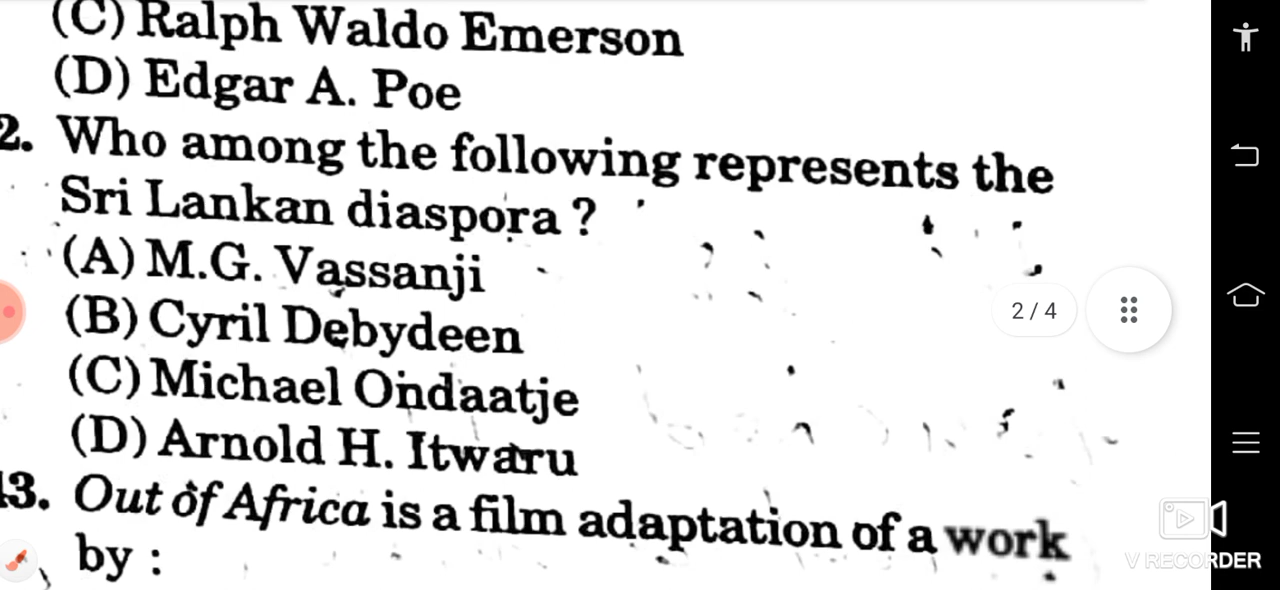 (C) Ralph Waldo Emerson
(D) Edgar A. Poe
2. Who among the following represents the
Sri Lankan diaspora ?
(A) M.G. Vassanji
(B) Cyril Debydeen
(C) Michael Ondaatje
(D) Arnold H. Itwaru
13. Out of Africa is a film adaptation of a work
by :
2 / 4
V RECORDER